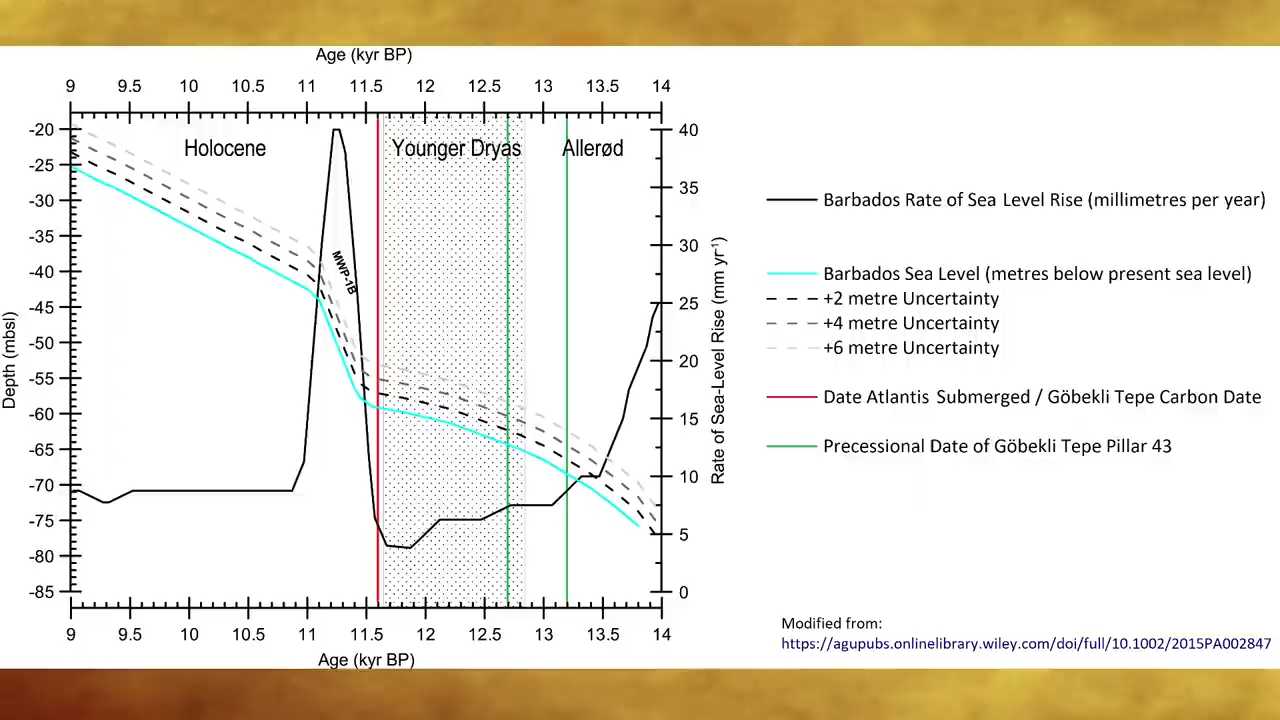 Age (kyr BP)
9 9.5 10 10.5 11 11.5 12 12.5 13 13.5 14
Holocene
Younger Dryas
Allerød
MWP-1B
Depth (mbsl)
-20
-25
-30
-35
-40
-45
-50
-55
-60
-65
-70
-75
-80
-85
40
35
30
25
20
15
10
5
0
Rate of Sea-Level Rise (mm yr⁻¹)
9 9.5 10 10.5 11 11.5 12 12.5 13 13.5 14
Age (kyr BP)
Barbados Rate of Sea Level Rise (millimetres per year)
Barbados Sea Level (metres below present sea level)
+2 metre Uncertainty
+4 metre Uncertainty
+6 metre Uncertainty
Date Atlantis Submerged / Göbekli Tepe Carbon Date
Precessional Date of Göbekli Tepe Pillar 43
Modified from:
https://agupubs.onlinelibrary.wiley.com/doi/full/10.1002/2015PA002847